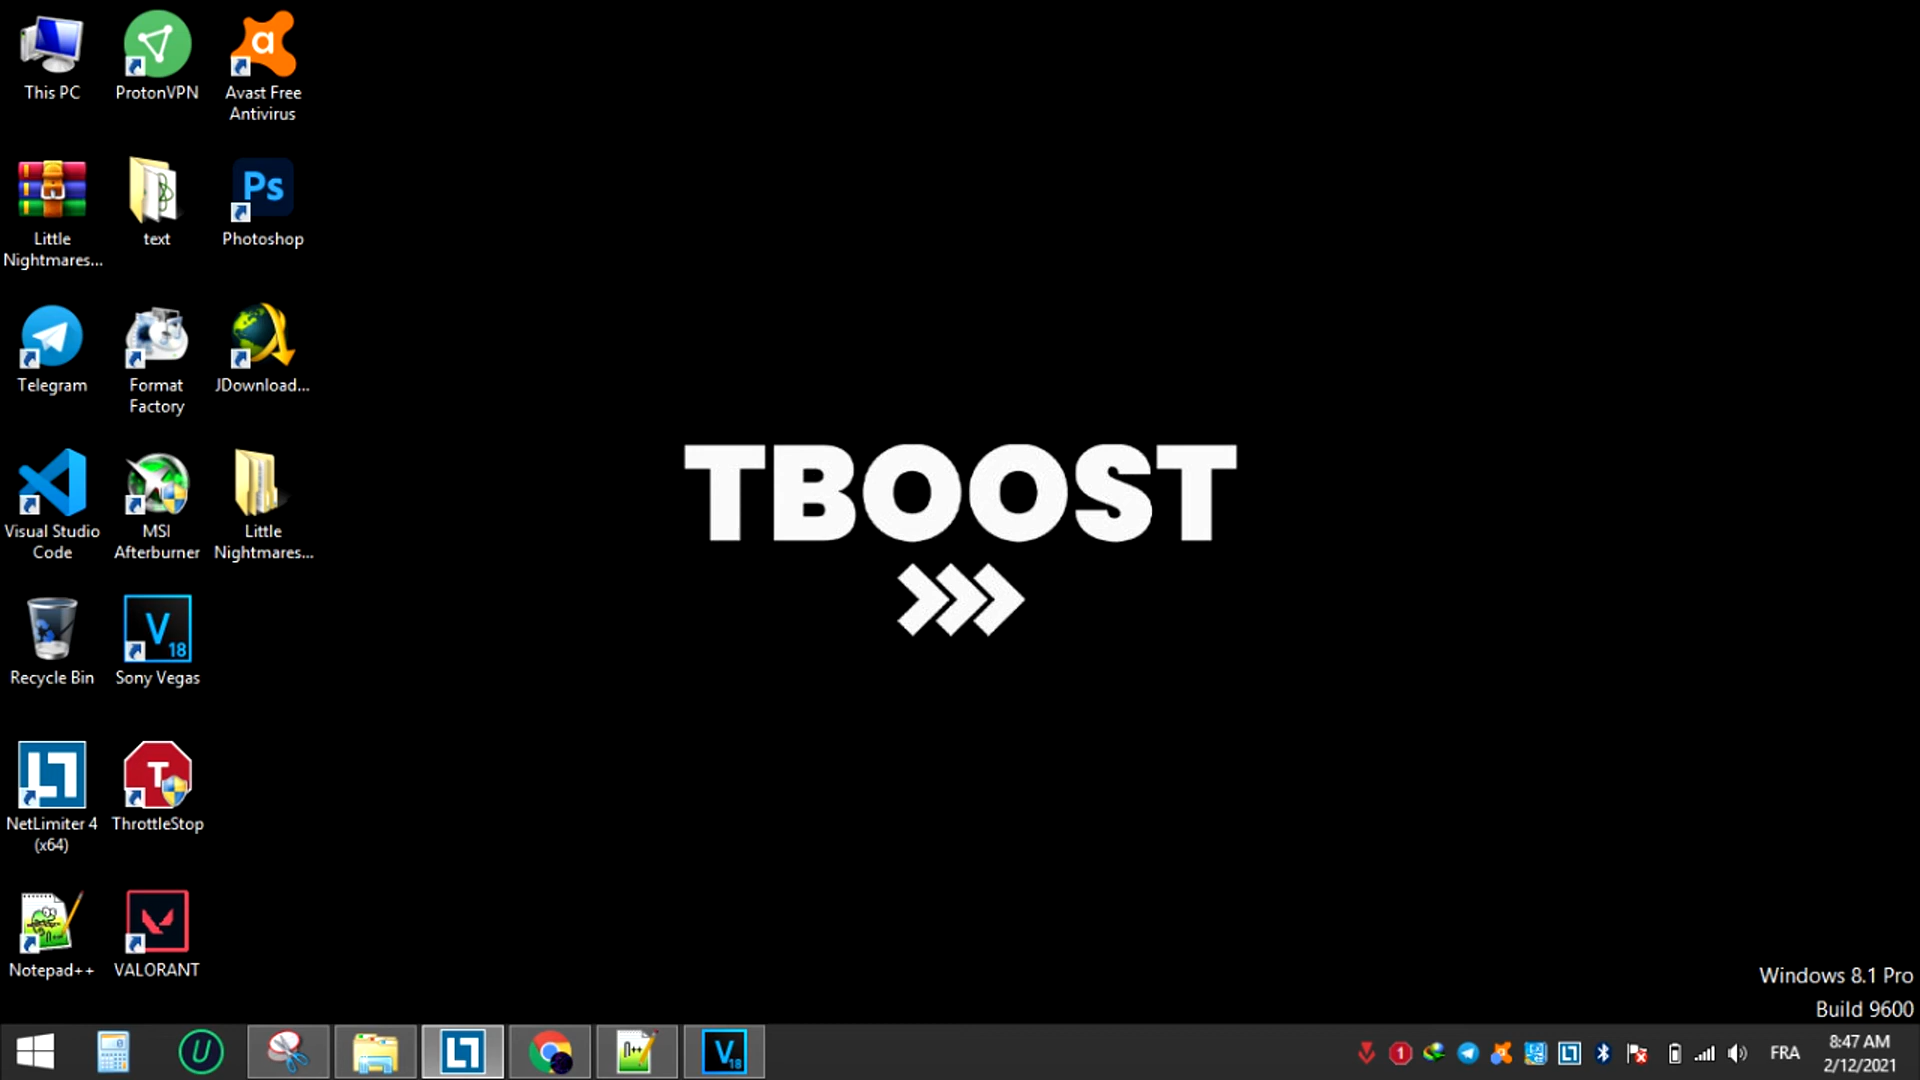 This PC
ProtonVPN
Avast Free
Antivirus
Little
Nightmares...
text
Ps
Photoshop
Telegram
Format
Factory
JDownload...
Visual Studio
Code
MSI
Afterburner
Little
Nightmares...
TBOOST
Recycle Bin
V
18
Sony Vegas
NetLimiter 4
(x64)
T
ThrottleStop
Notepad++
VALORANT
Windows 8.1 Pro
Build 9600
FRA
8:47 AM
2/12/2021